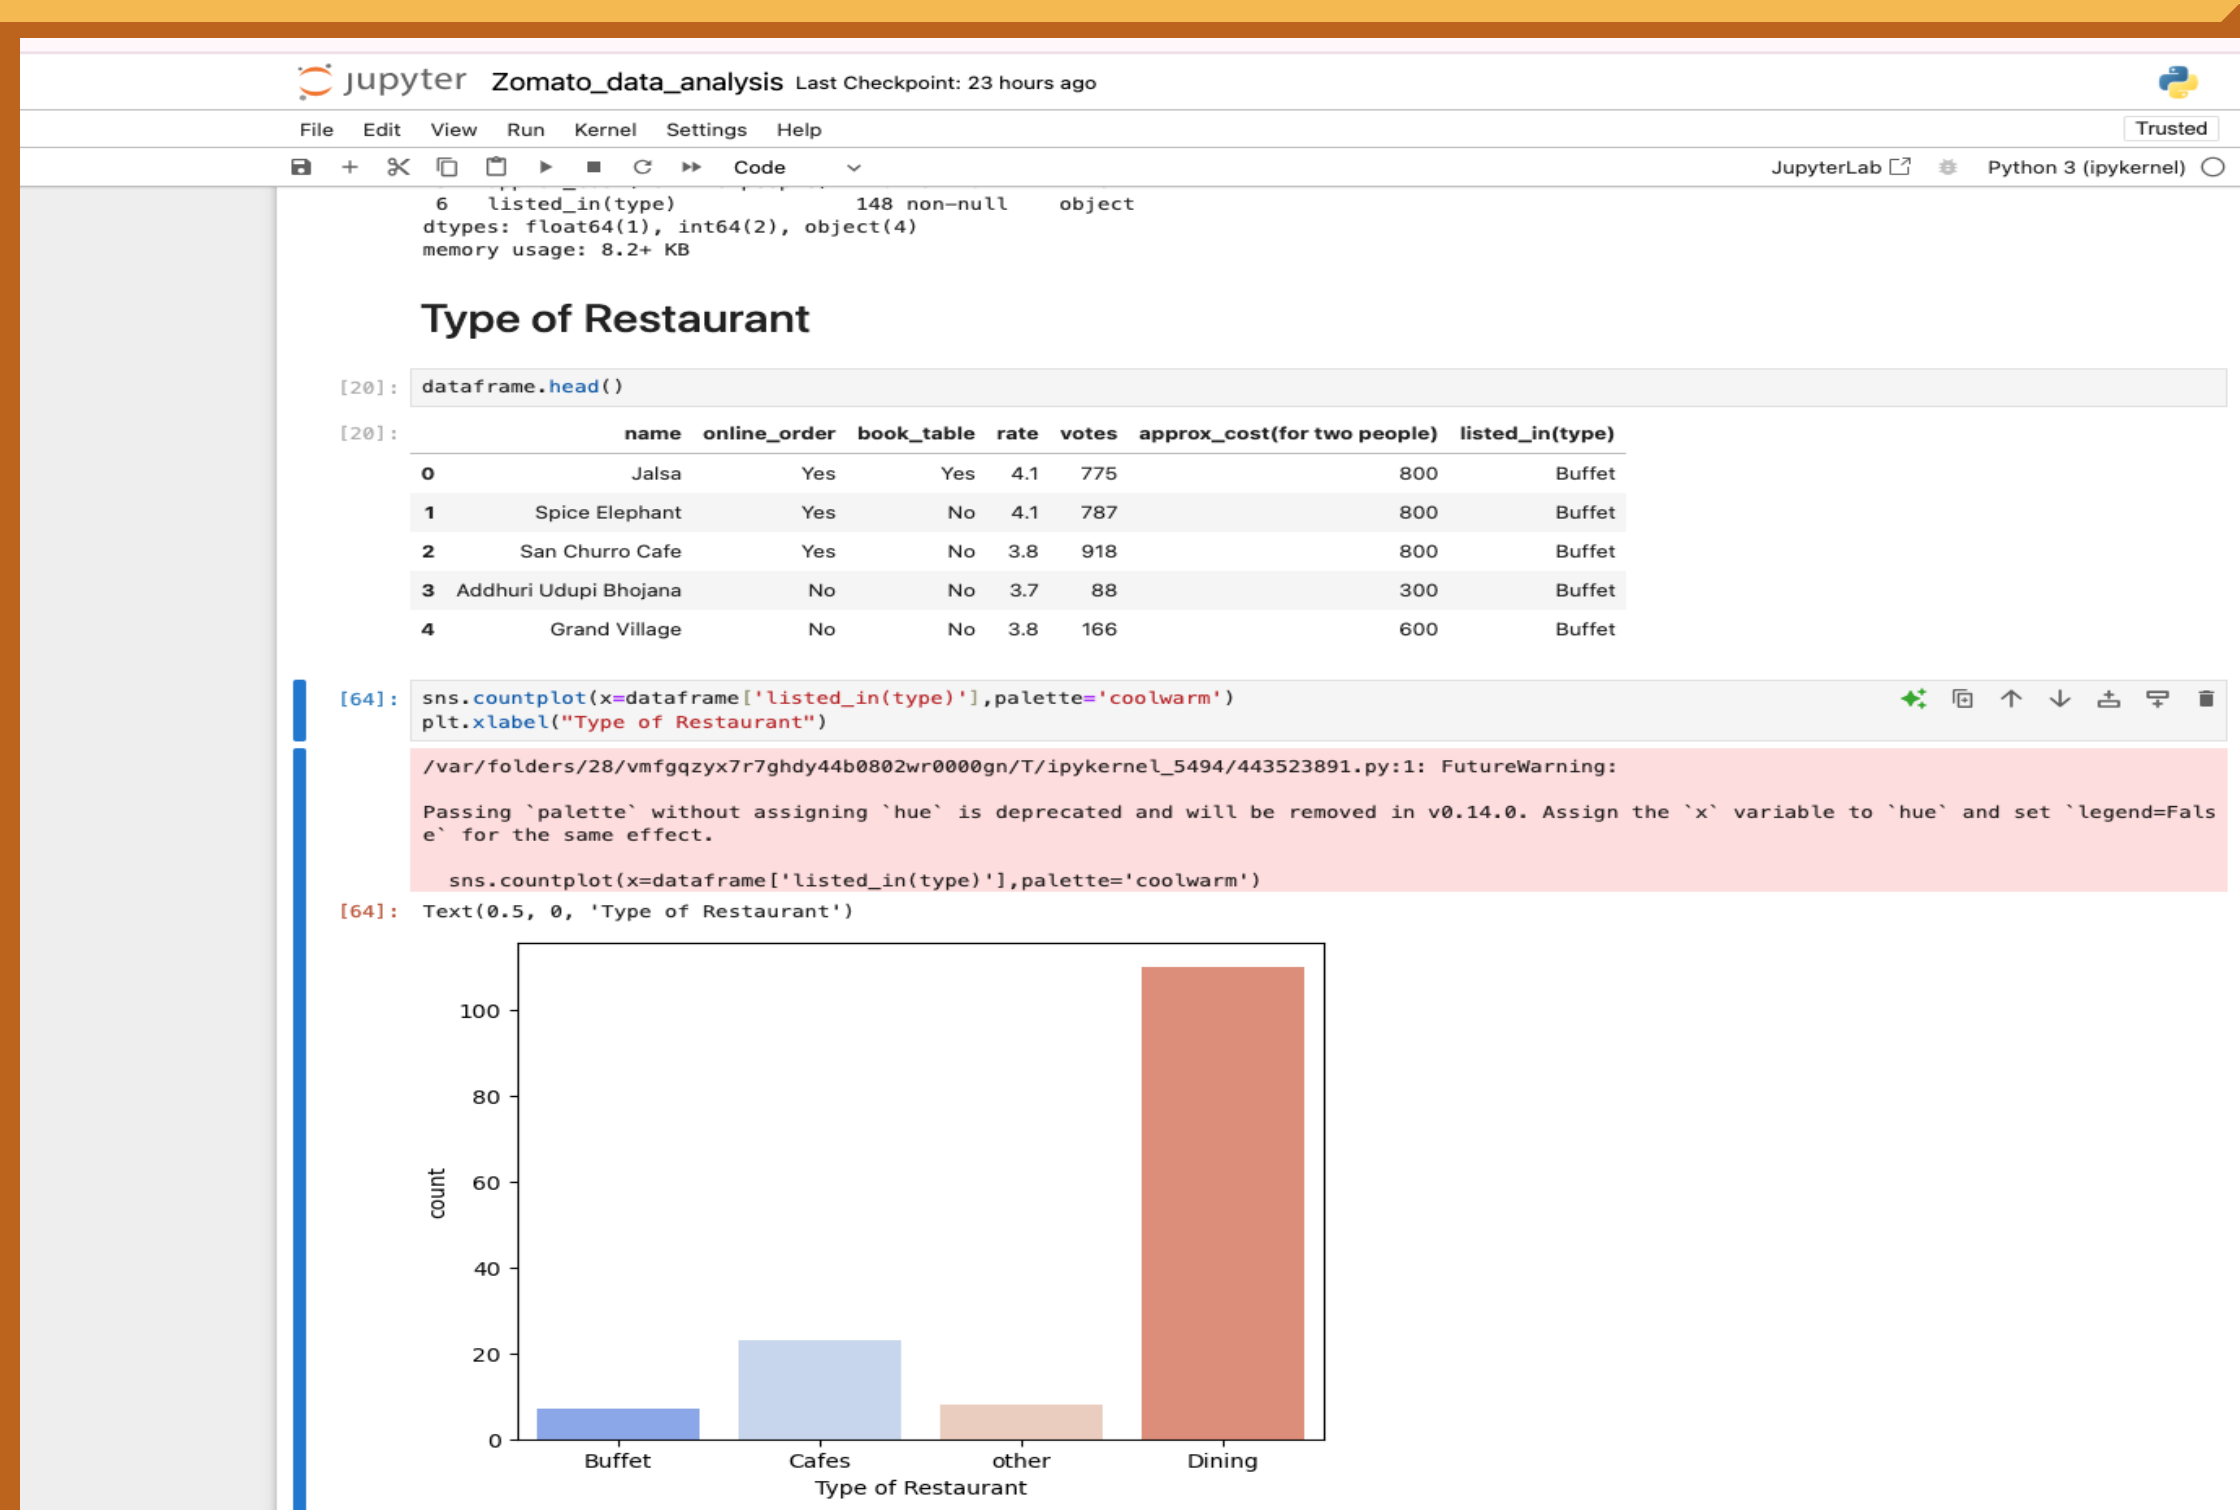 jupyter Zomato_data_analysis Last Checkpoint: 23 hours ago
File Edit View Run Kernel Settings Help Trusted
Code JupyterLab Python 3 (ipykernel)
6 listed_in(type) 148 non-null object
dtypes: float64(1), int64(2), object(4)
memory usage: 8.2+ KB
Type of Restaurant
[20]: dataframe.head()
[20]: name online_order book_table rate votes approx_cost(for two people) listed_in(type)
0 Jalsa Yes Yes 4.1 775 800 Buffet
1 Spice Elephant Yes No 4.1 787 800 Buffet
2 San Churro Cafe Yes No 3.8 918 800 Buffet
3 Addhuri Udupi Bhojana No No 3.7 88 300 Buffet
4 Grand Village No No 3.8 166 600 Buffet
[64]: sns.countplot(x=dataframe['listed_in(type)'],palette='coolwarm')
plt.xlabel("Type of Restaurant")
/var/folders/28/vmfgqzyx7r7ghdy44b0802wr0000gn/T/ipykernel_5494/443523891.py:1: FutureWarning:
Passing `palette` without assigning `hue` is deprecated and will be removed in v0.14.0. Assign the `x` variable to `hue` and set `legend=Fals
e` for the same effect.
sns.countplot(x=dataframe['listed_in(type)'],palette='coolwarm')
[64]: Text(0.5, 0, 'Type of Restaurant')
100
80
60
40
20
0
count
Buffet Cafes other Dining
Type of Restaurant